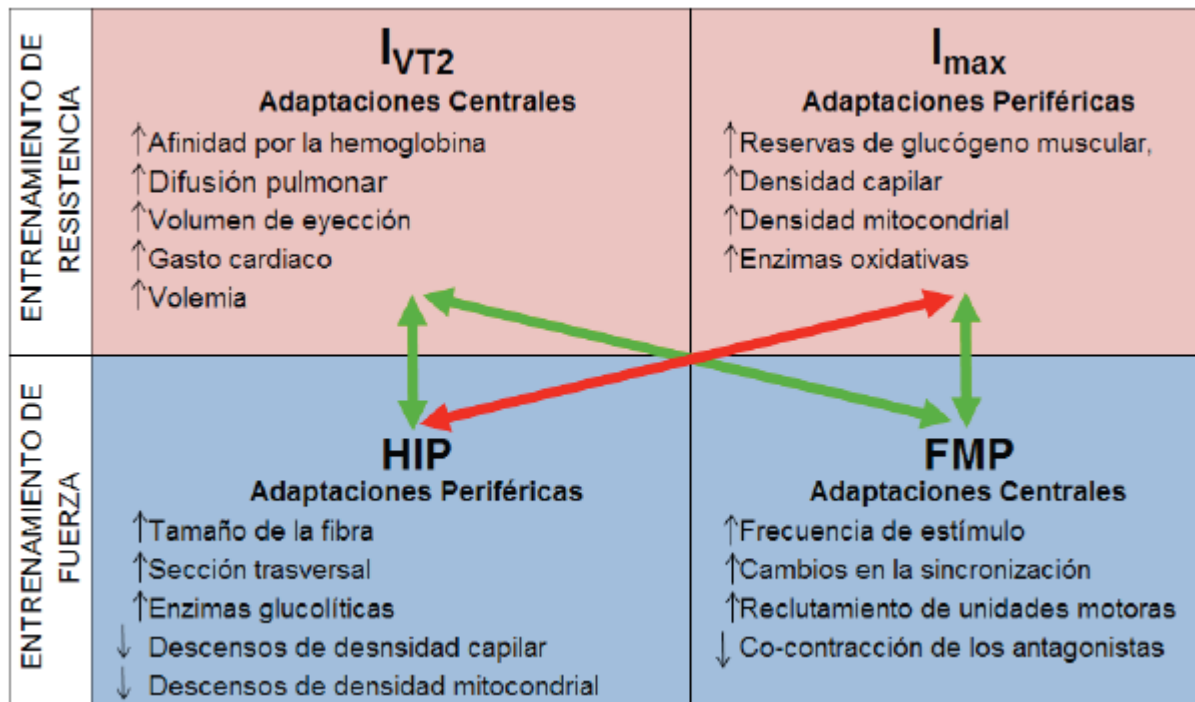 ENTRENAMIENTO DE
RESISTENCIA
I_VT2
Adaptaciones Centrales
↑Afinidad por la hemoglobina
↑Difusión pulmonar
↑Volumen de eyección
↑Gasto cardiaco
↑Volemia
I_max
Adaptaciones Periféricas
↑Reservas de glucógeno muscular,
↑Densidad capilar
↑Densidad mitocondrial
↑Enzimas oxidativas
ENTRENAMIENTO DE
FUERZA
HIP
Adaptaciones Periféricas
↑Tamaño de la fibra
↑Sección trasversal
↑Enzimas glucolíticas
↓ Descensos de desnsidad capilar
↓ Descensos de densidad mitocondrial
FMP
Adaptaciones Centrales
↑Frecuencia de estímulo
↑Cambios en la sincronización
↑Reclutamiento de unidades motoras
↓ Co-contracción de los antagonistas